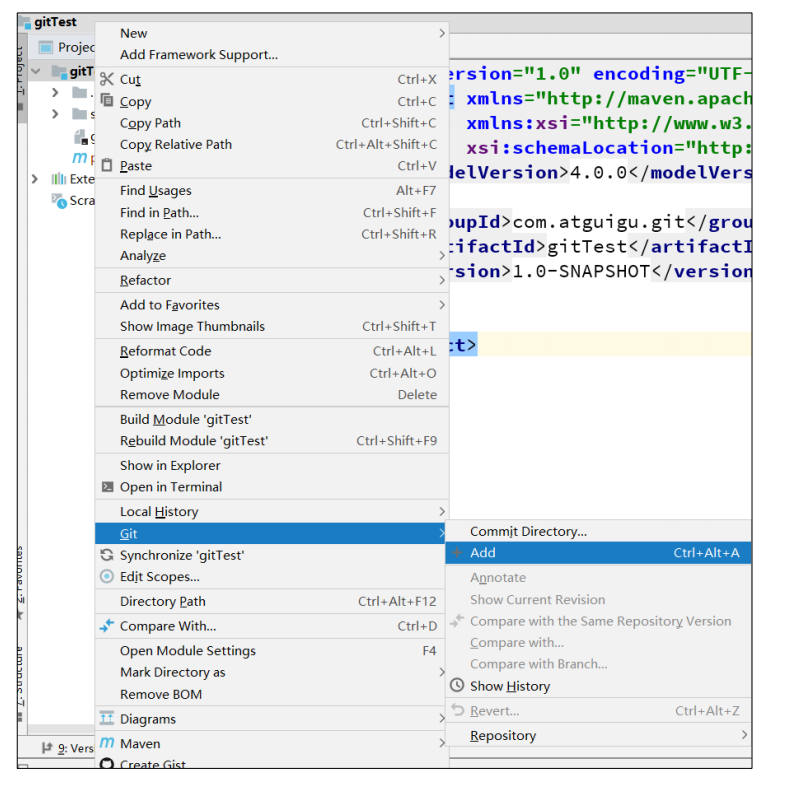 gitTest
Projec
gitT
Exte
Scra
1: Project
2: Favorites
7: Structure
9: Vers
New
Add Framework Support...
Cut Ctrl+X
Copy Ctrl+C
Copy Path Ctrl+Shift+C
Copy Relative Path Ctrl+Alt+Shift+C
Paste Ctrl+V
Find Usages Alt+F7
Find in Path... Ctrl+Shift+F
Replace in Path... Ctrl+Shift+R
Analyze
Refactor
Add to Favorites
Show Image Thumbnails Ctrl+Shift+T
Reformat Code Ctrl+Alt+L
Optimize Imports Ctrl+Alt+O
Remove Module Delete
Build Module 'gitTest'
Rebuild Module 'gitTest' Ctrl+Shift+F9
Show in Explorer
Open in Terminal
Local History
Git
Synchronize 'gitTest'
Edit Scopes...
Directory Path Ctrl+Alt+F12
Compare With... Ctrl+D
Open Module Settings F4
Mark Directory as
Remove BOM
Diagrams
Maven
Create Gist
ersion="1.0" encoding="UTF-
xmlns="http://maven.apach
xmlns:xsi="http://www.w3.
xsi:schemaLocation="http:
delVersion>4.0.0</modelVers
oupId>com.atguigu.git</grou
tifactId>gitTest</artifactI
rsion>1.0-SNAPSHOT</version
ct>
Commit Directory...
Add Ctrl+Alt+A
Annotate
Show Current Revision
Compare with the Same Repository Version
Compare with...
Compare with Branch...
Show History
Revert... Ctrl+Alt+Z
Repository